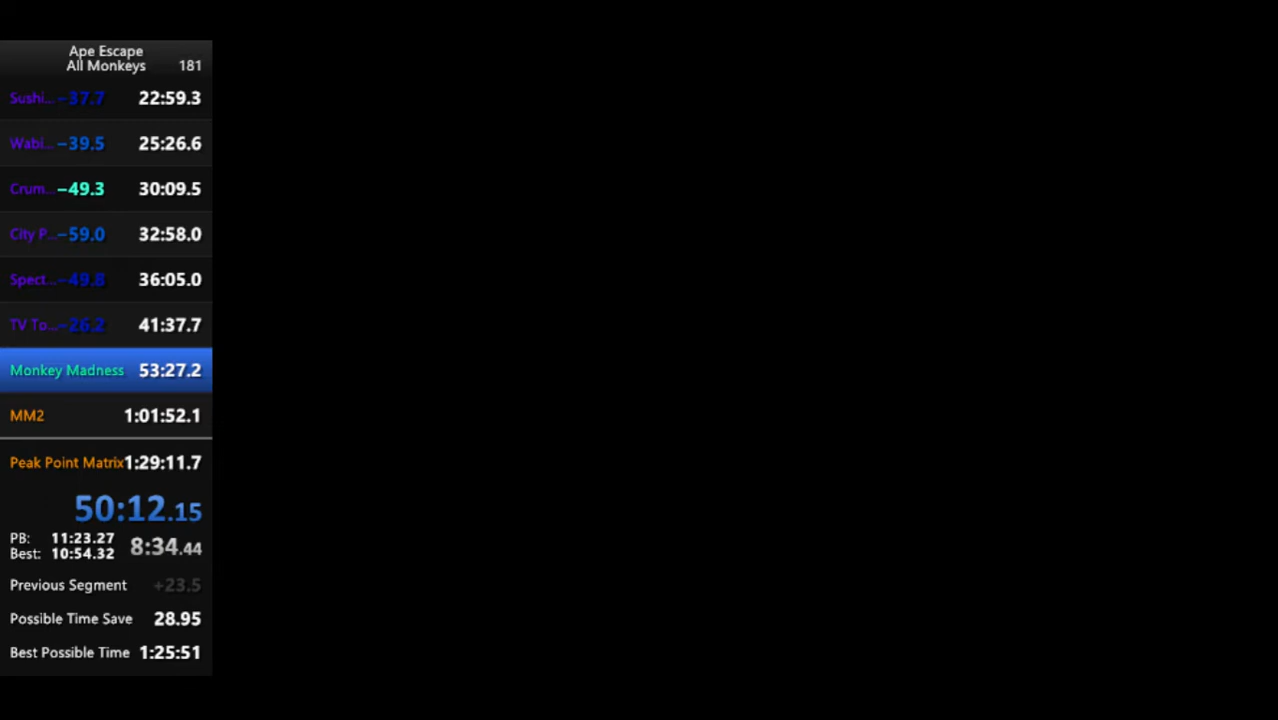 Ape Escape
All Monkeys 181
Sushi... −37.7 22:59.3
Wabi... −39.5 25:26.6
Crum... −49.3 30:09.5
City P... −59.0 32:58.0
Spect... −49.8 36:05.0
TV To... −26.2 41:37.7
Monkey Madness 53:27.2
MM2 1:01:52.1
Peak Point Matrix 1:29:11.7
50:12.15
PB: 11:23.27 8:34.44
Best: 10:54.32
Previous Segment +23.5
Possible Time Save 28.95
Best Possible Time 1:25:51